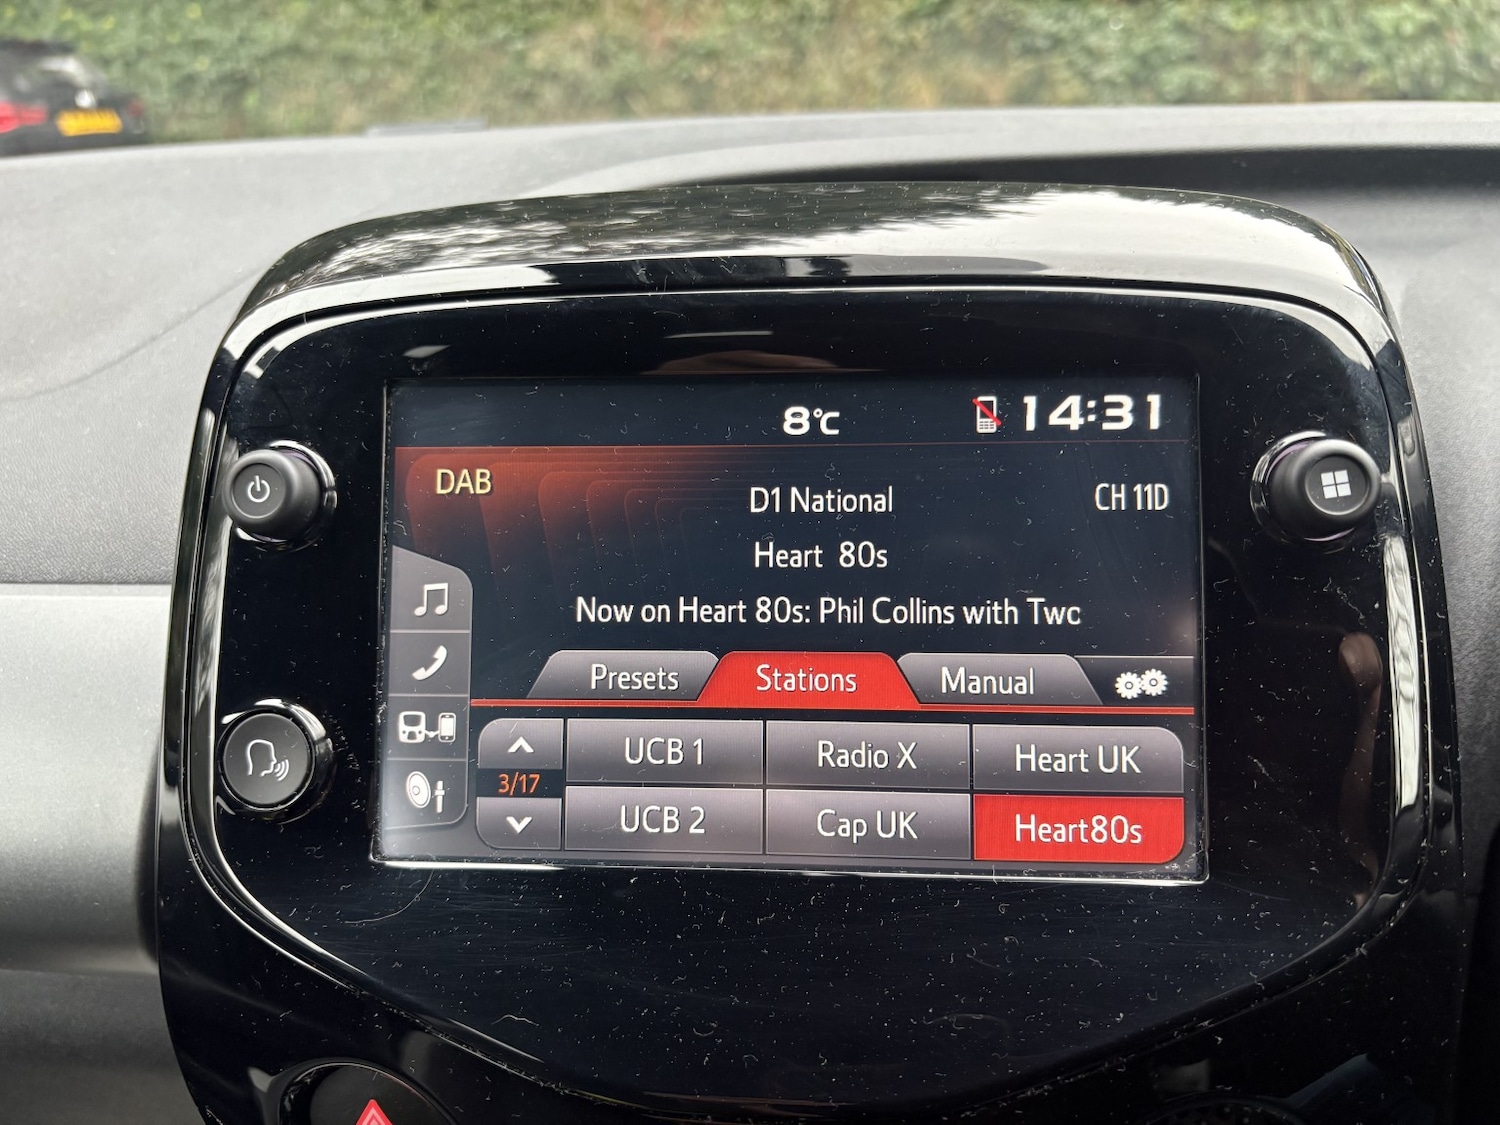 8°C 14:31
DAB
D1 National
CH 11D
Heart 80s
Now on Heart 80s: Phil Collins with Twc
Presets Stations Manual
UCB 1 Radio X Heart UK
3/17
UCB 2 Cap UK Heart80s